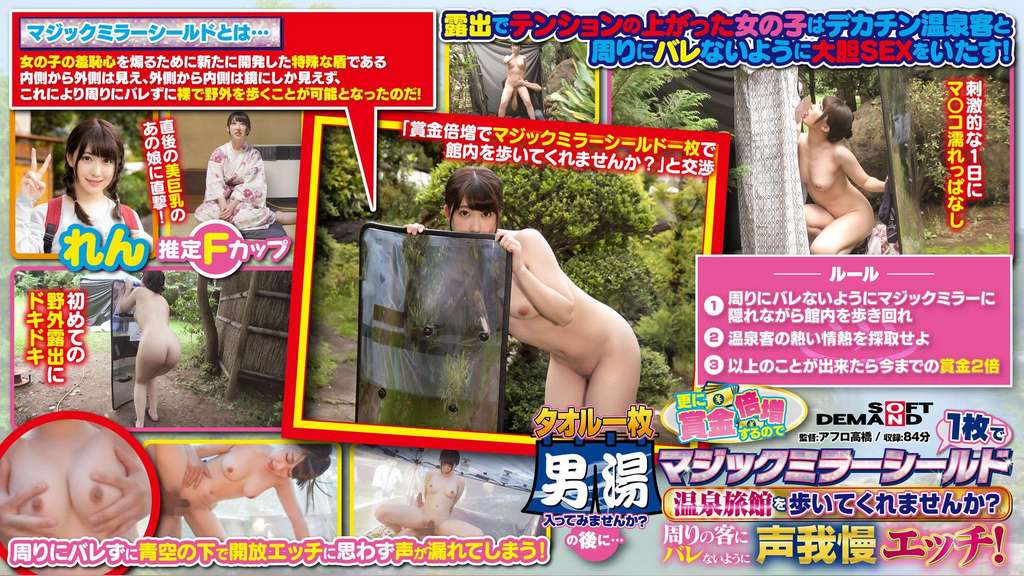 マジックミラーシールドとは…
女の子の羞恥心を煽るために新たに開発した特殊な盾である
内側から外側は見え、外側から内側は鏡にしか見えず、
これにより周りにバレずに裸で野外を歩くことが可能となったのだ!
露出でテンションの上がった女の子はデカチン温泉客と
周りにバレないように大胆SEXをいたす!
直後の美巨乳の
あの娘に直撃!
れん
推定Fカップ
「賞金倍増でマジックミラーシールド一枚で
館内を歩いてくれませんか?」と交渉
刺激的な1日に
マ〇コ濡れっぱなし
初めての
野外露出に
ドキドキ
ルール
1 周りにバレないようにマジックミラーに
隠れながら館内を歩き回れ
2 温泉客の熱い情熱を採取せよ
3 以上のことが出来たら今までの賞金2倍
周りにバレずに青空の下で開放エッチに思わず声が漏れてしまう!
タオル一枚
男湯
入ってみませんか?
の後に…
更に賞金倍増するので
SOFT ON DEMAND
監督:アフロ高橋 / 収録:84分
マジックミラーシールド1枚で
温泉旅館を歩いてくれませんか?
周りの客に
バレないように
声我慢エッチ!